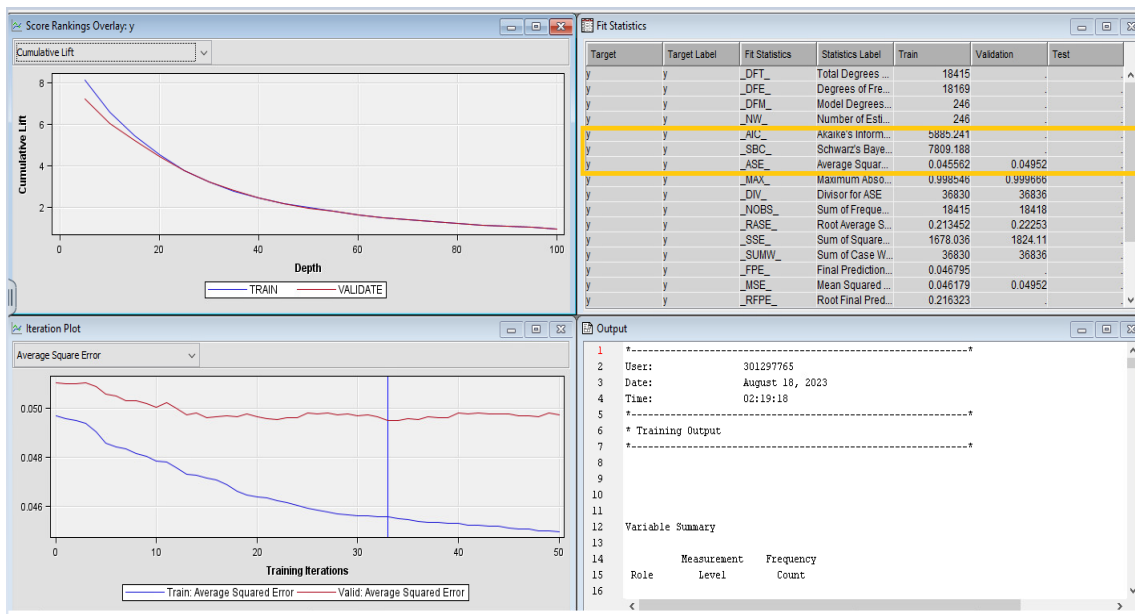 Score Rankings Overlay: y
Cumulative Lift
8
6
4
2
Cumulative Lift
0 20 40 60 80 100
Depth
TRAIN VALIDATE
Fit Statistics
Target Target Label Fit Statistics Statistics Label Train Validation Test
y y _DFT_ Total Degrees ... 18415 . .
y y _DFE_ Degrees of Fre... 18169 . .
y y _DFM_ Model Degrees... 246 . .
y y _NW_ Number of Esti... 246 . .
y y _AIC_ Akaike's Inform... 5885.241 . .
y y _SBC_ Schwarz's Baye... 7809.188 . .
y y _ASE_ Average Squar... 0.045562 0.04952 .
y y _MAX_ Maximum Abso... 0.998546 0.999666 .
y y _DIV_ Divisor for ASE 36830 36836 .
y y _NOBS_ Sum of Freque... 18415 18418 .
y y _RASE_ Root Average S... 0.213452 0.22253 .
y y _SSE_ Sum of Square... 1678.036 1824.11 .
y y _SUMW_ Sum of Case W... 36830 36836 .
y y _FPE_ Final Prediction... 0.046795 . .
y y _MSE_ Mean Squared ... 0.046179 0.04952 .
y y _RFPE_ Root Final Pred... 0.216323 . .
Iteration Plot
Average Square Error
0.050
0.048
0.046
0 10 20 30 40 50
Training Iterations
Train: Average Squared Error Valid: Average Squared Error
Output
1 *------------------------------------------------------------*
2 User: 301297765
3 Date: August 18, 2023
4 Time: 02:19:18
5 *------------------------------------------------------------*
6 * Training Output
7 *------------------------------------------------------------*
8
9
10
11
12 Variable Summary
13
14 Measurement Frequency
15 Role Level Count
16